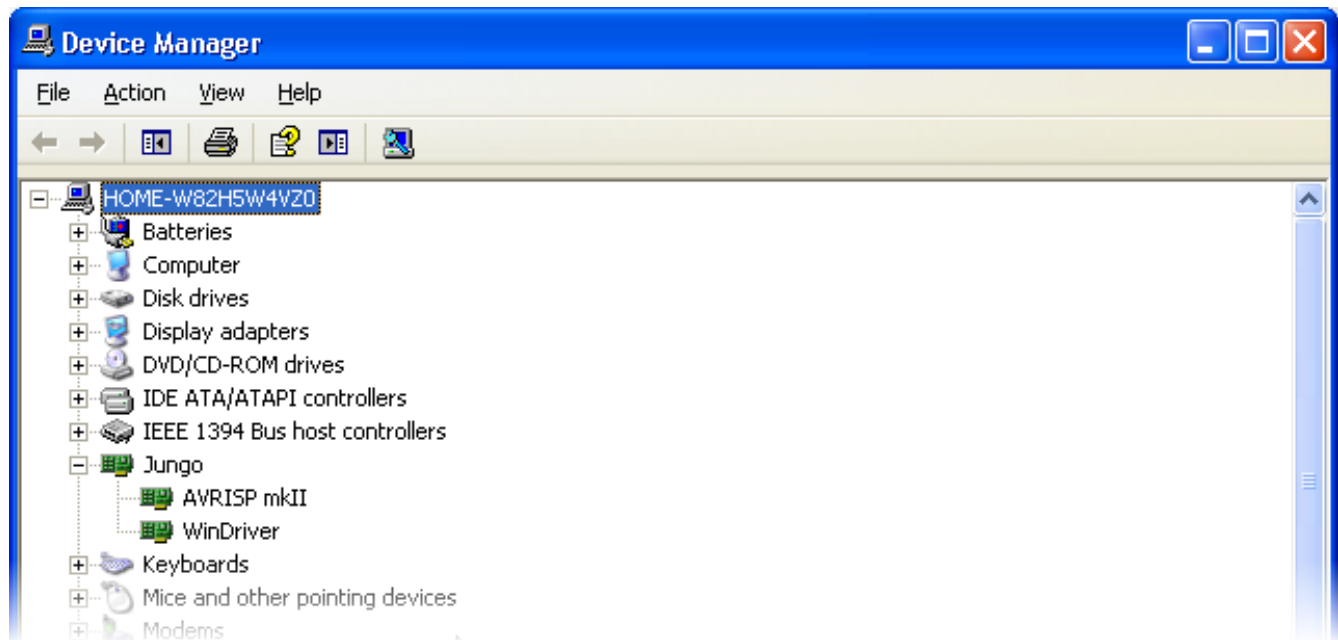 Device Manager
File Action View Help
HOME-W82H5W4VZ0
Batteries
Computer
Disk drives
Display adapters
DVD/CD-ROM drives
IDE ATA/ATAPI controllers
IEEE 1394 Bus host controllers
Jungo
AVRISP mkII
WinDriver
Keyboards
Mice and other pointing devices
Modems